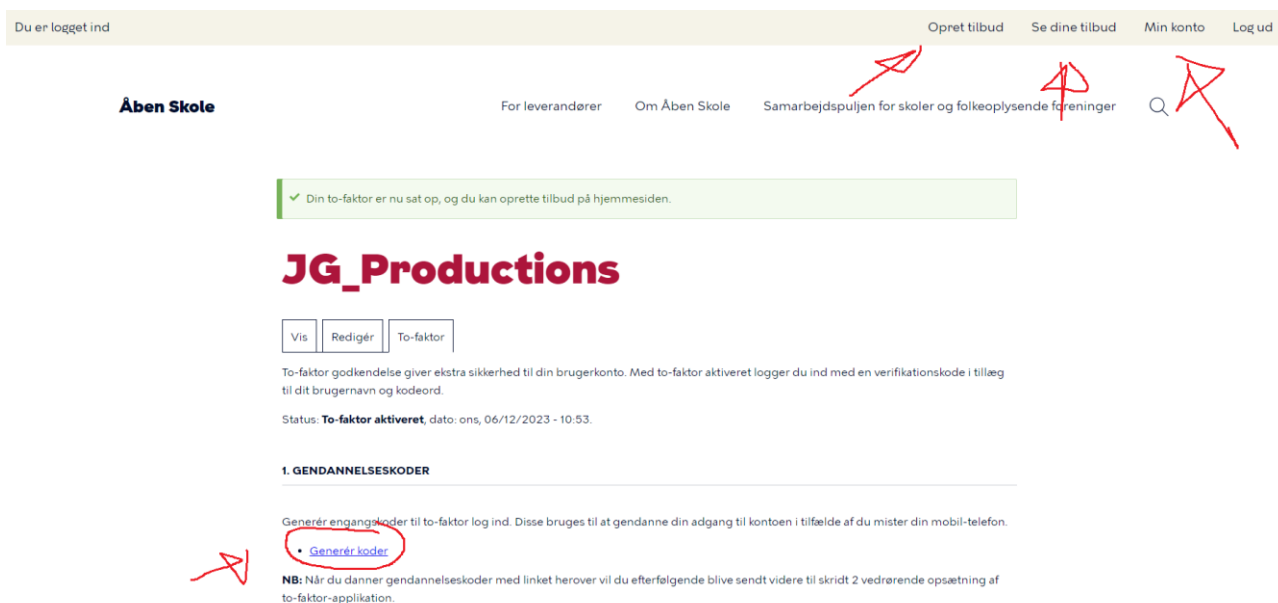 Du er logget ind Opret tilbud Se dine tilbud Min konto Log ud
Åben Skole For leverandører Om Åben Skole Samarbejdspuljen for skoler og folkeoplysende foreninger
Din to-faktor er nu sat op, og du kan oprette tilbud på hjemmesiden.
JG_Productions
Vis Redigér To-faktor
To-faktor godkendelse giver ekstra sikkerhed til din brugerkonto. Med to-faktor aktiveret logger du ind med en verifikationskode i tillæg
til dit brugernavn og kodeord.
Status: To-faktor aktiveret, dato: ons, 06/12/2023 - 10:53.
1. GENDANNELSESKODER
Generér engangskoder til to-faktor log ind. Disse bruges til at gendanne din adgang til kontoen i tilfælde af du mister din mobil-telefon.
• Generér koder
NB: Når du danner gendannelseskoder med linket herover vil du efterfølgende blive sendt videre til skridt 2 vedrørende opsætning af
to-faktor-applikation.